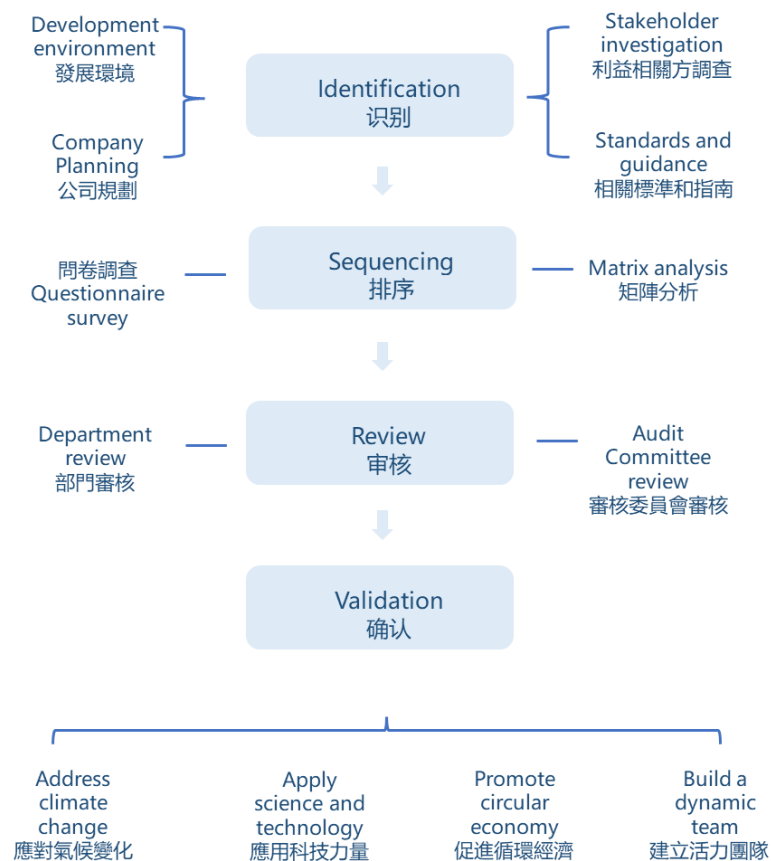 Development
environment
發展環境
Company
Planning
公司規劃
Identification
识别
Stakeholder
investigation
利益相關方調查
Standards and
guidance
相關標準和指南
問卷調查
Questionnaire
survey
Sequencing
排序
Matrix analysis
矩陣分析
Department
review
部門審核
Review
审核
Audit
Committee
review
審核委員會審核
Validation
确认
Address
climate
change
應對氣候變化
Apply
science and
technology
應用科技力量
Promote
circular
economy
促進循環經濟
Build a
dynamic
team
建立活力團隊